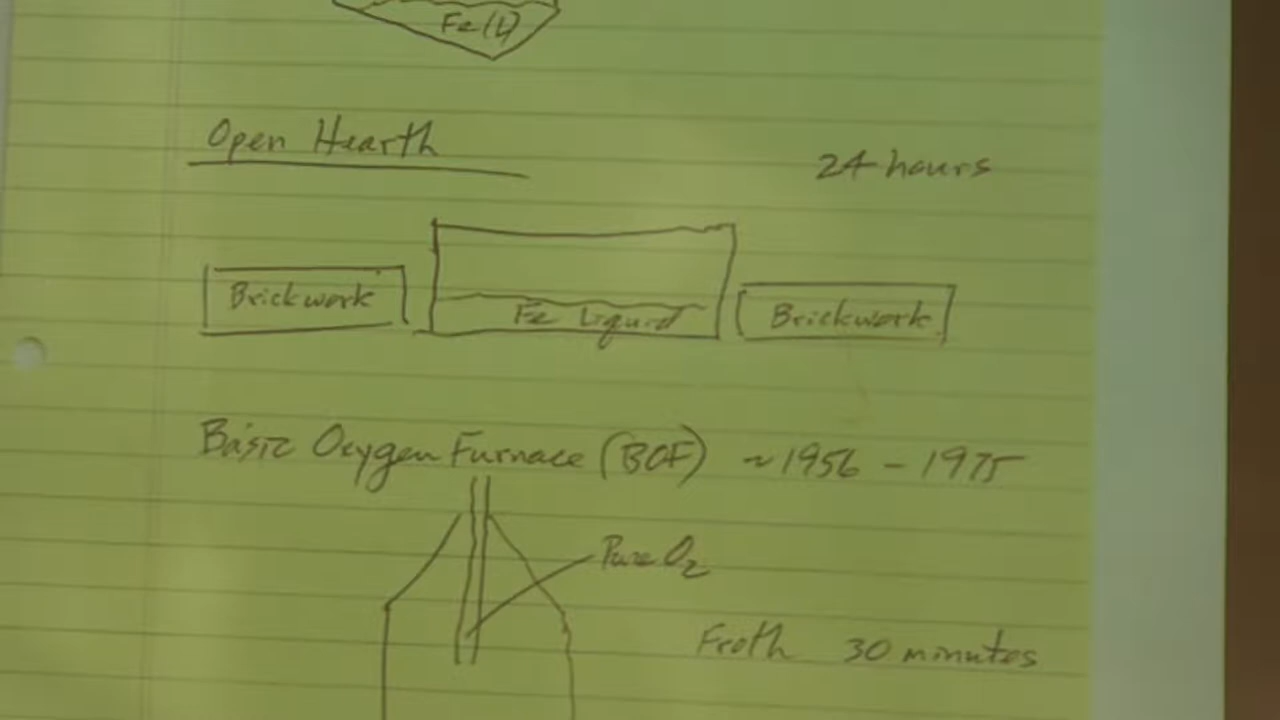 Fe(L)
Open Hearth
24 hours
Brickwork
Fe Liquid
Brickwork
Basic Oxygen Furnace (BOF) ~1956 - 1975
Pure O2
Froth 30 minutes